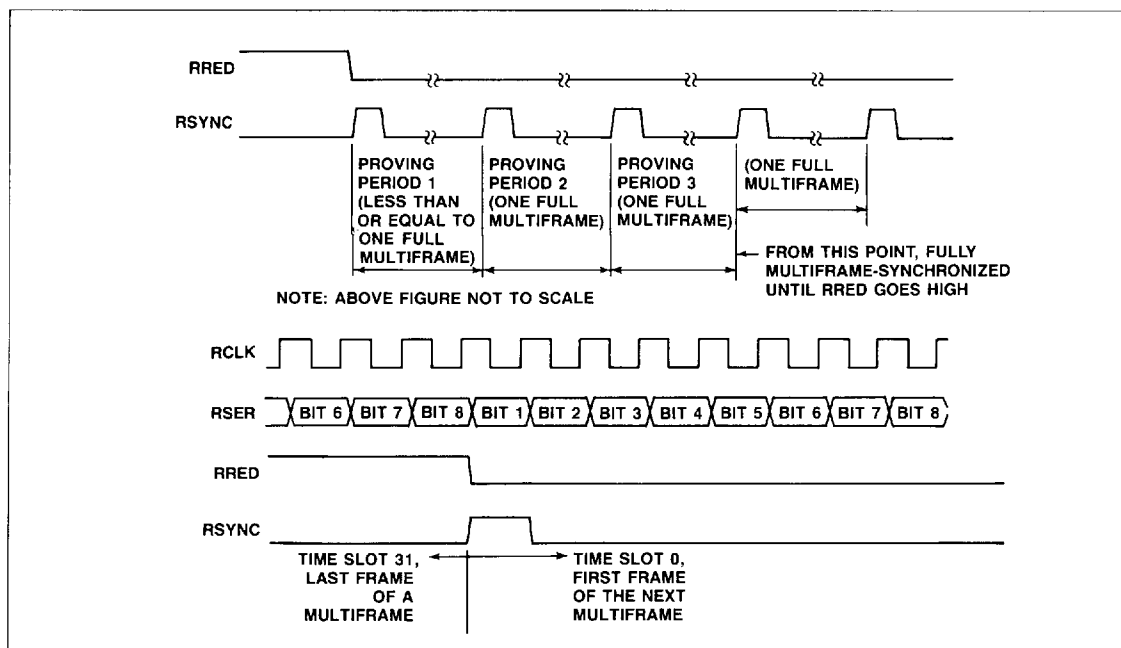 RRED
RSYNC
PROVING
PERIOD 1
(LESS THAN
OR EQUAL TO
ONE FULL
MULTIFRAME)
PROVING
PERIOD 2
(ONE FULL
MULTIFRAME)
PROVING
PERIOD 3
(ONE FULL
MULTIFRAME)
(ONE FULL
MULTIFRAME)
FROM THIS POINT, FULLY
MULTIFRAME-SYNCHRONIZED
UNTIL RRED GOES HIGH
NOTE: ABOVE FIGURE NOT TO SCALE
RCLK
RSER BIT 6 BIT 7 BIT 8 BIT 1 BIT 2 BIT 3 BIT 4 BIT 5 BIT 6 BIT 7 BIT 8
RRED
RSYNC
TIME SLOT 31,
LAST FRAME
OF A
MULTIFRAME
TIME SLOT 0,
FIRST FRAME
OF THE NEXT
MULTIFRAME